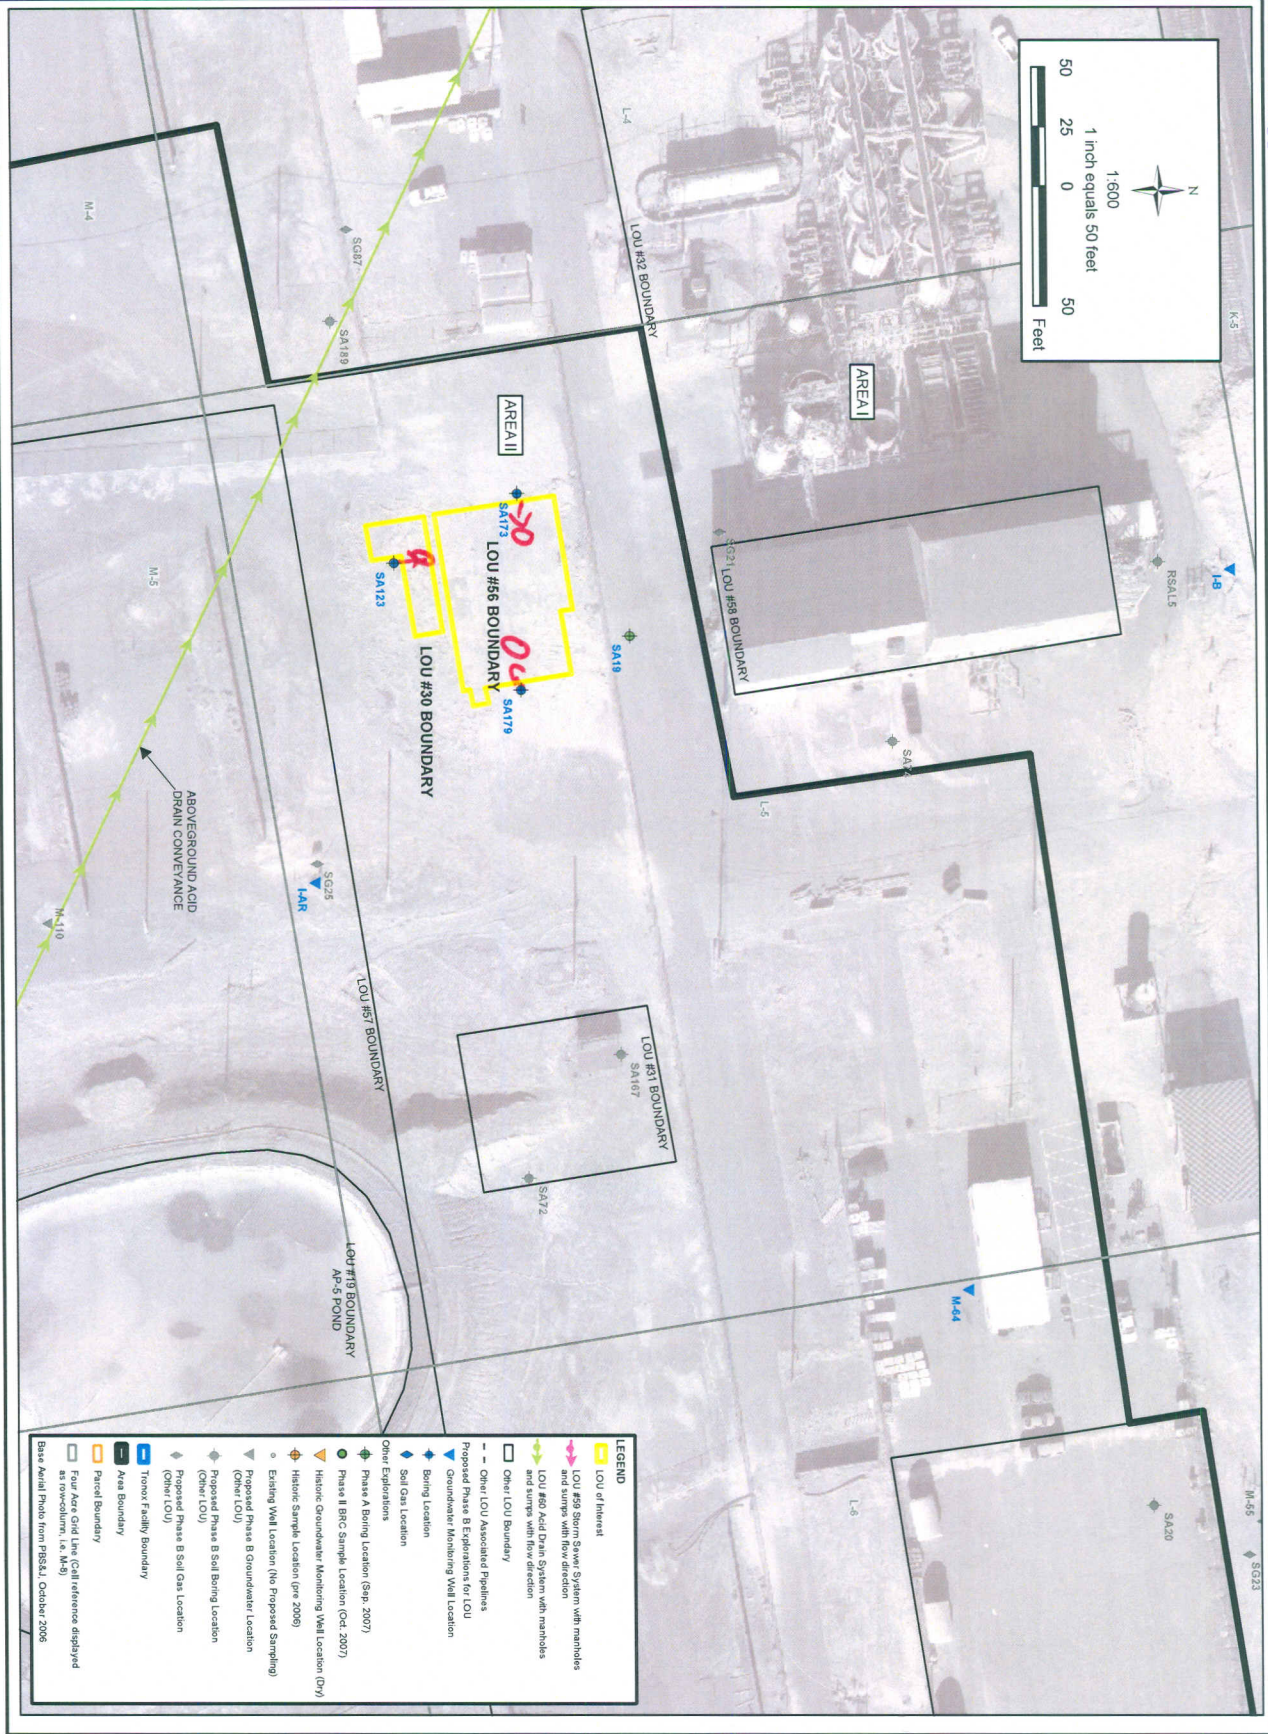 N
1:600
1 inch equals 50 feet
50 25 0 50
Feet
K-5
I-B
RSAL5
AREA I
L-4
LOU #32 BOUNDARY
SG21
LOU #58 BOUNDARY
SA74
L-5
M-4
SG87
SA189
AREA II
SA173
LOU #56 BOUNDARY
SA179
SA19
SA123
LOU #30 BOUNDARY
M-5
ABOVEGROUND ACID
DRAIN CONVEYANCE
M-110
SG25
I-AR
LOU #57 BOUNDARY
LOU #31 BOUNDARY
SA167
SA72
LOU #19 BOUNDARY
AP-5 POND
M-64
L-6
SA20
M-55
SG23
LEGEND
LOU of Interest
LOU #59 Storm Sewer System with manholes
and sumps with flow direction
LOU #60 Acid Drain System with manholes
and sumps with flow direction
Other LOU Boundary
Other LOU Associated Pipelines
Proposed Phase B Explorations for LOU
Groundwater Monitoring Well Location
Boring Location
Soil Gas Location
Other Explorations
Phase A Boring Location (Sep. 2007)
Phase II BRC Sample Location (Oct. 2007)
Historic Groundwater Monitoring Well Location (Dry)
Historic Sample Location (pre 2006)
Existing Well Location (No Proposed Sampling)
Proposed Phase B Groundwater Location
(Other LOU)
Proposed Phase B Soil Boring Location
(Other LOU)
Proposed Phase B Soil Gas Location
(Other LOU)
Tronox Facility Boundary
Area Boundary
Parcel Boundary
Four Acre Grid Line (Cell reference displayed
as row-column, i.e. M-8)
Base Aerial Photo from PBS&J, October 2006